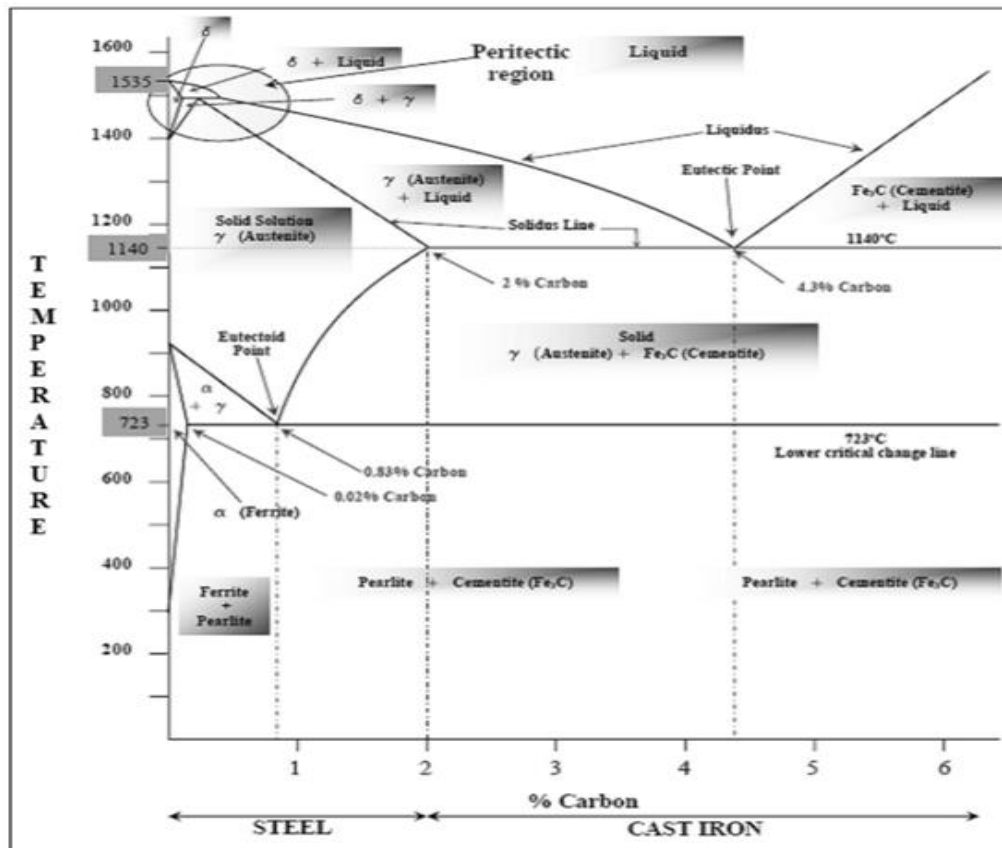 δ
1600
1535
1400
1200
1140
1000
800
723
600
400
200
TEMPERATURE
δ + Liquid
δ + γ
Peritectic
region
Liquid
Liquidus
Eutectic Point
γ (Austenite)
+ Liquid
Fe₃C (Cementite)
+ Liquid
Solid Solution
γ (Austenite)
Solidus Line
1140°C
2 % Carbon
4.3% Carbon
Eutectoid
Point
Solid
γ (Austenite) + Fe₃C (Cementite)
α
+ γ
723°C
Lower critical change line
0.83% Carbon
0.02% Carbon
α (Ferrite)
Ferrite
+
Pearlite
Pearlite + Cementite (Fe₃C)
Pearlite + Cementite (Fe₃C)
1 2 3 4 5 6
% Carbon
STEEL
CAST IRON